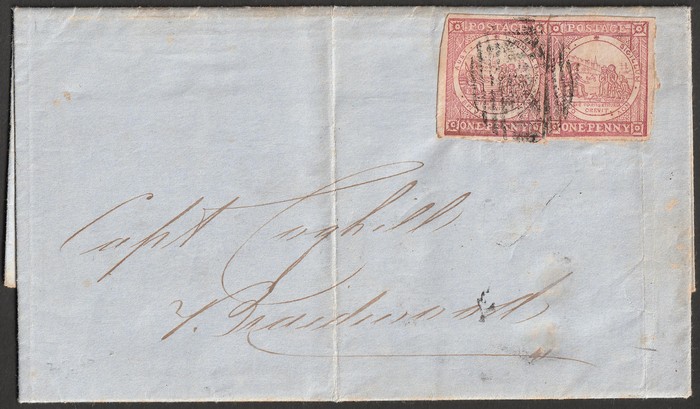 POSTAGE POSTAGE
ONE PENNY ONE PENNY
Capt Coghill
Braidwood